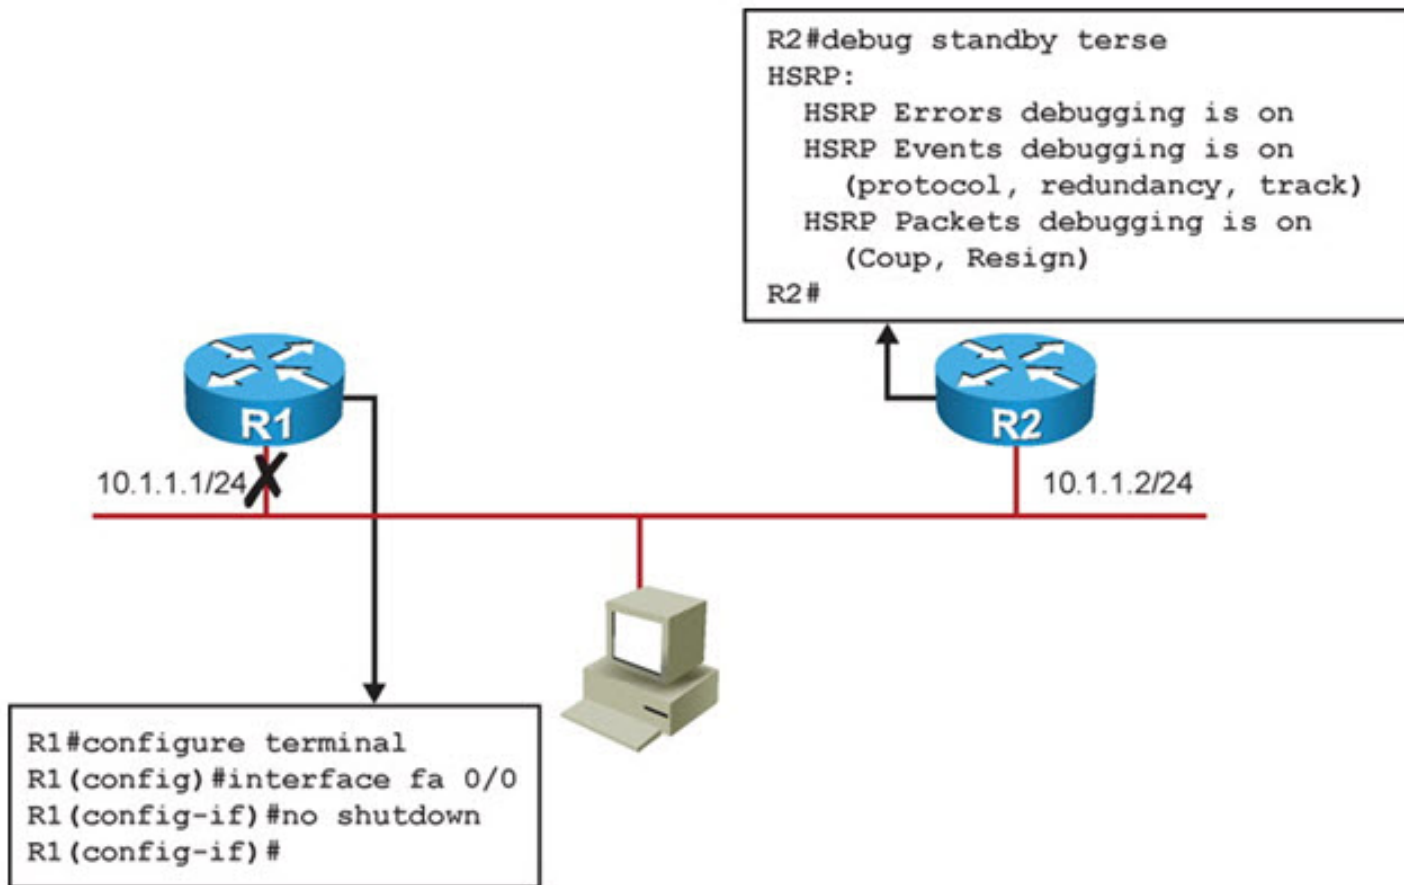 R2#debug standby terse
HSRP:
  HSRP Errors debugging is on
  HSRP Events debugging is on
    (protocol, redundancy, track)
  HSRP Packets debugging is on
    (Coup, Resign)
R2#
R1
R2
10.1.1.1/24
10.1.1.2/24
R1#configure terminal
R1(config)#interface fa 0/0
R1(config-if)#no shutdown
R1(config-if)#